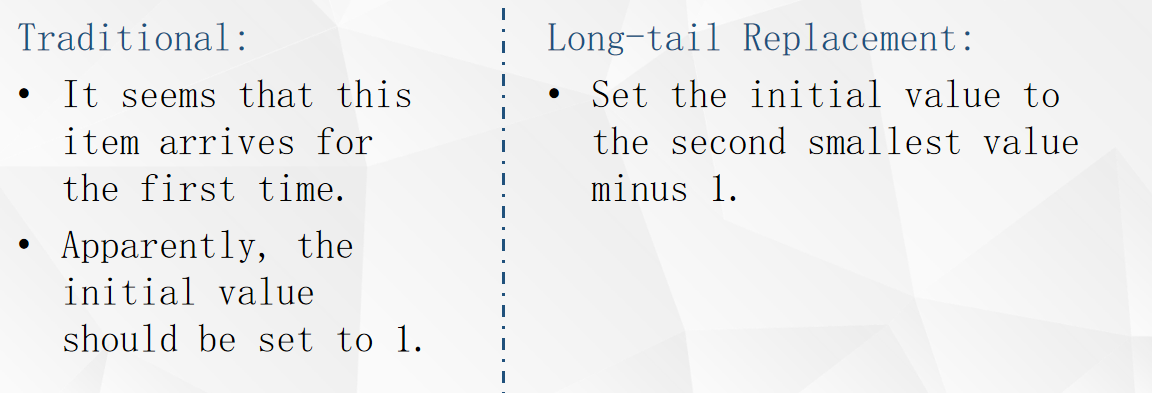 Traditional:
• It seems that this
item arrives for
the first time.
• Apparently, the
initial value
should be set to 1.
Long-tail Replacement:
• Set the initial value to
the second smallest value
minus 1.